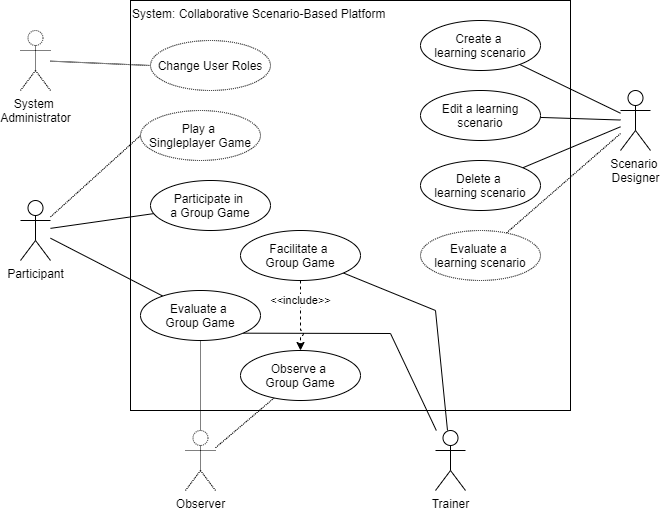 System: Collaborative Scenario-Based Platform
Create a
learning scenario
Change User Roles
System
Administrator
Edit a learning
scenario
Play a
Singleplayer Game
Scenario
Designer
Delete a
learning scenario
Participate in
a Group Game
Participant
Facilitate a
Group Game
Evaluate a
learning scenario
<<include>>
Evaluate a
Group Game
Observe a
Group Game
Observer
Trainer